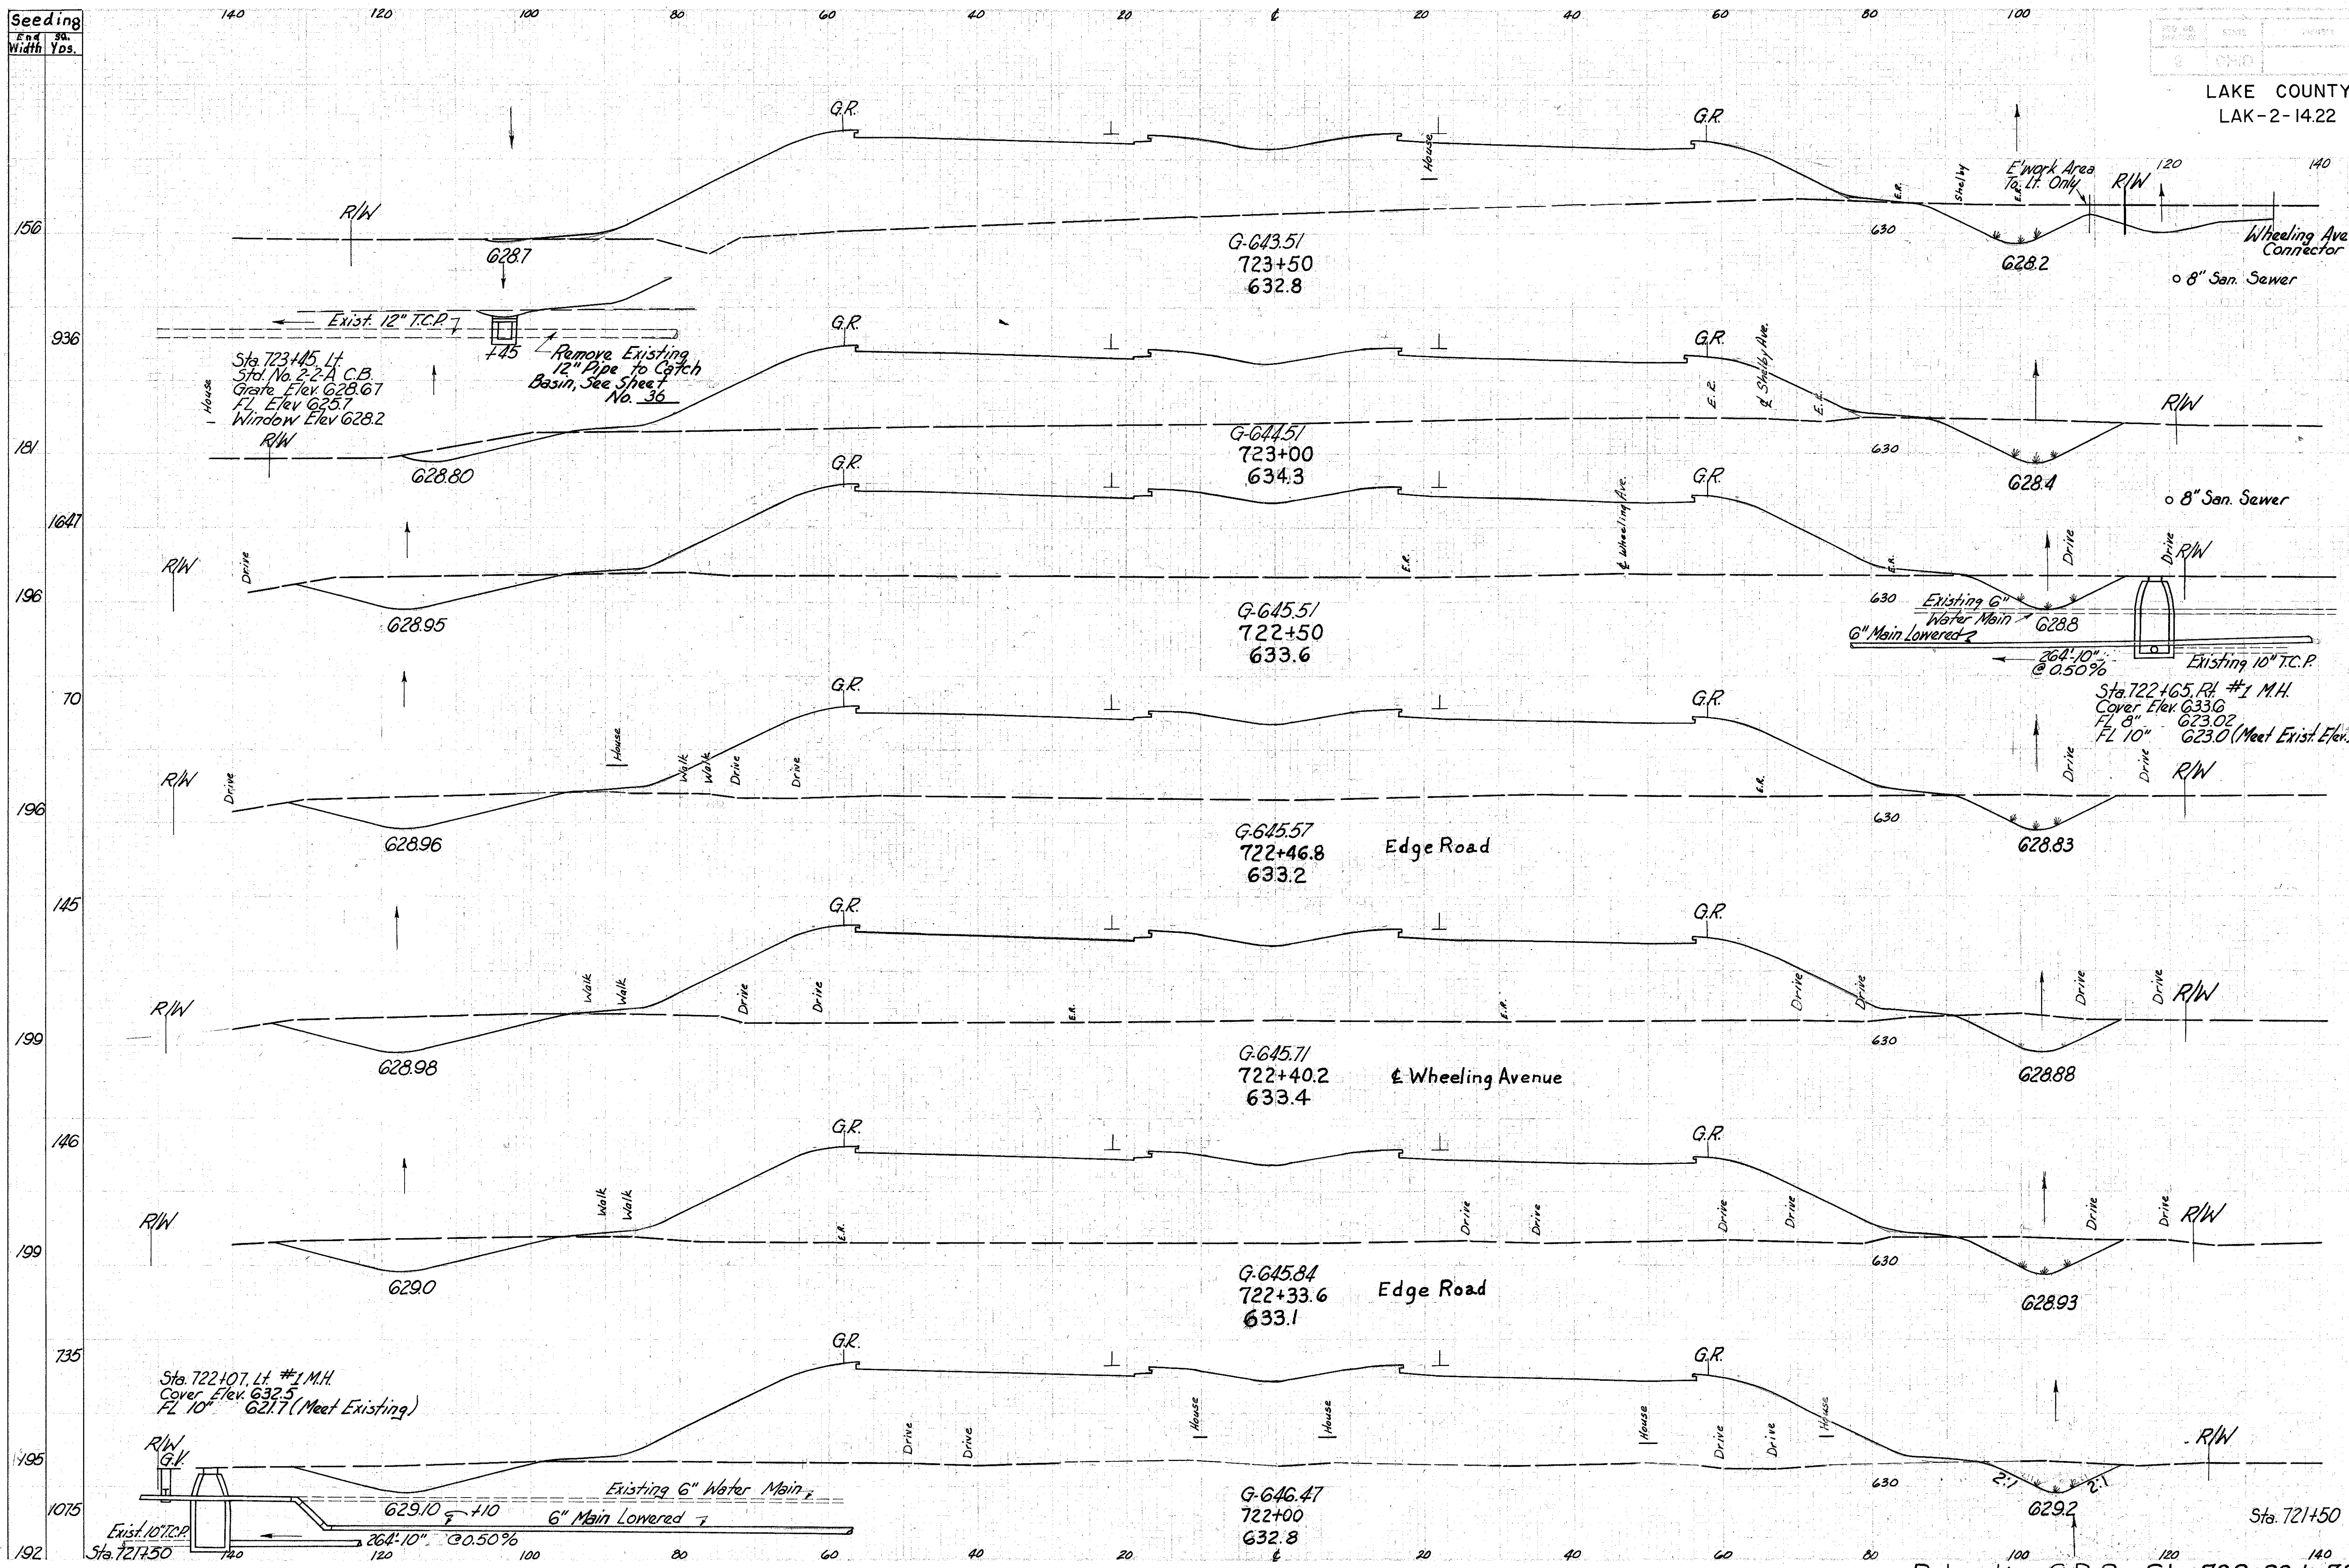 Seeding
End Width Sq. Yds.
140 120 100 80 60 40 20 ℄ 20 40 60 80 100
LAKE COUNTY
LAK-2-14.22
G.R. G.R.
House
E.R. Shelby E.R.
E'work Area
To Lt. Only
R/W
120 140
R/W
156
628.7
G-643.51
723+50
632.8
630
628.2
Wheeling Ave
Connector
8" San. Sewer
936
Exist. 12" T.C.P.
+45
Remove Existing
12" Pipe to Catch
Basin, See Sheet
No. 36
Sta. 723+45, Lt.
Std. No. 2-2-A C.B.
Grate Elev. 628.67
FL Elev 625.7
Window Elev 628.2
House
G.R. G.R.
E.R. ℄ Shelby Ave. E.R.
R/W
R/W
181
628.80
G-644.51
723+00
634.3
630
628.4
8" San. Sewer
1647
G.R. G.R.
R/W Drive
E.R. ℄ Wheeling Ave. E.R. Drive Drive R/W
196
628.95
G-645.51
722+50
633.6
630
Existing 6"
Water Main
628.8
6" Main Lowered
264'-10"
@ 0.50%
Existing 10" T.C.P.
Sta. 722+65, Rt. #1 M.H.
Cover Elev. 633.6
FL 8" 623.02
FL 10" 623.0 (Meet Exist. Elev.
70
G.R. G.R.
R/W Drive House Walk Walk Drive Drive E.R. Drive Drive R/W
196
628.96
G-645.57
722+46.8 Edge Road
633.2
630
628.83
145
G.R. G.R.
R/W Walk Walk Drive Drive E.R. E.R. Drive Drive Drive Drive R/W
199
628.98
G-645.71
722+40.2 ℄ Wheeling Avenue
633.4
630
628.88
146
G.R. G.R.
R/W Walk Walk E.R. Drive Drive Drive Drive Drive Drive R/W
199
629.0
G-645.84
722+33.6 Edge Road
633.1
630
628.93
735
G.R. G.R.
Sta. 722+07, Lt. #1 M.H.
Cover Elev. 632.5
FL 10" 621.7 (Meet Existing)
R/W
G.V.
Drive Drive House House House Drive Drive House R/W
195
Existing 6" Water Main
629.10 +10
6" Main Lowered
264'-10" @ 0.50%
Exist. 10" T.C.P.
Sta. 721+50
G-646.47
722+00
632.8
630
2:1 2:1
629.2
Sta. 721+50
1075
192
140 120 100 80 60 40 20 ℄ 20 40 60 80 100 120 140